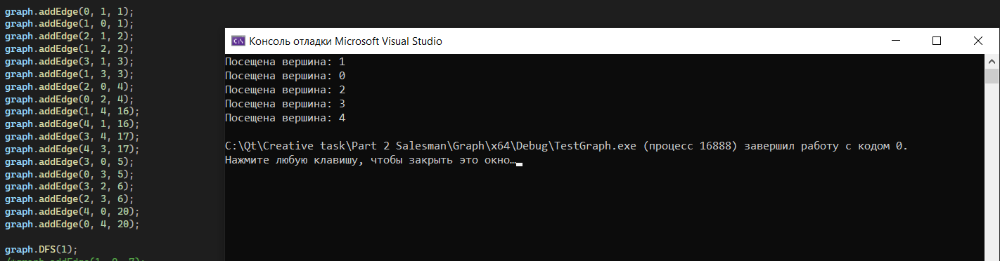 graph.addEdge(0, 1, 1);
graph.addEdge(1, 0, 1);
graph.addEdge(2, 1, 2);
graph.addEdge(1, 2, 2);
graph.addEdge(3, 1, 3);
graph.addEdge(1, 3, 3);
graph.addEdge(2, 0, 4);
graph.addEdge(0, 2, 4);
graph.addEdge(1, 4, 16);
graph.addEdge(4, 1, 16);
graph.addEdge(3, 4, 17);
graph.addEdge(4, 3, 17);
graph.addEdge(3, 0, 5);
graph.addEdge(0, 3, 5);
graph.addEdge(3, 2, 6);
graph.addEdge(2, 3, 6);
graph.addEdge(4, 0, 20);
graph.addEdge(0, 4, 20);
graph.DFS(1);
Консоль отладки Microsoft Visual Studio
Посещена вершина: 1
Посещена вершина: 0
Посещена вершина: 2
Посещена вершина: 3
Посещена вершина: 4
C:\Qt\Creative task\Part 2 Salesman\Graph\x64\Debug\TestGraph.exe (процесс 16888) завершил работу с кодом 0.
Нажмите любую клавишу, чтобы закрыть это окно…